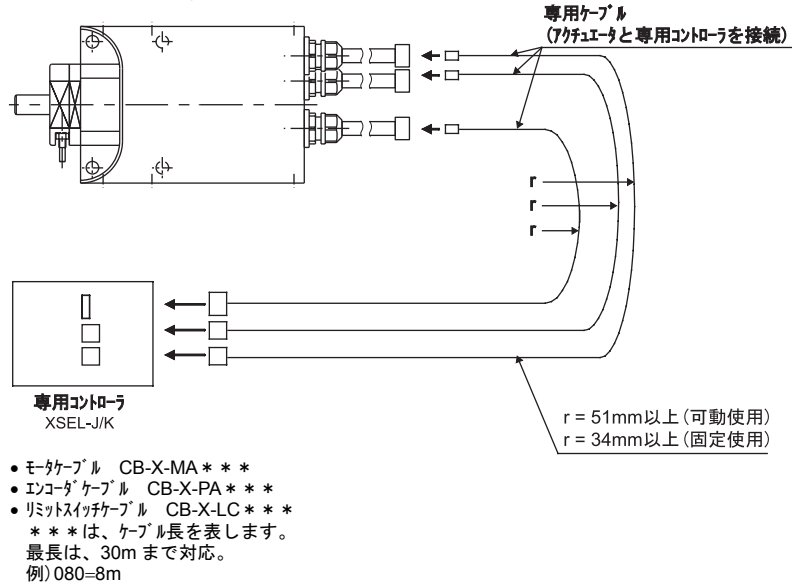 専用ケーブル
(アクチュエータと専用コントローラを接続)
r
r
r
専用コントローラ
XSEL-J/K
r = 51mm以上(可動使用)
r = 34mm以上(固定使用)
• モータケーブル CB-X-MA＊＊＊
• エンコーダケーブル CB-X-PA＊＊＊
• リミットスイッチケーブル CB-X-LC＊＊＊
＊＊＊は、ケーブル長を表します。
最長は、30m まで対応。
例)080=8m